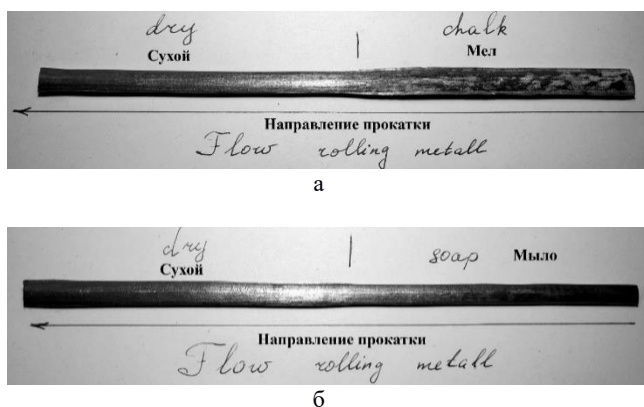 dry chalk
Сухой Мел
Направление прокатки
Flow rolling metall
а
dry soap Мыло
Сухой
Направление прокатки
Flow rolling metall
б